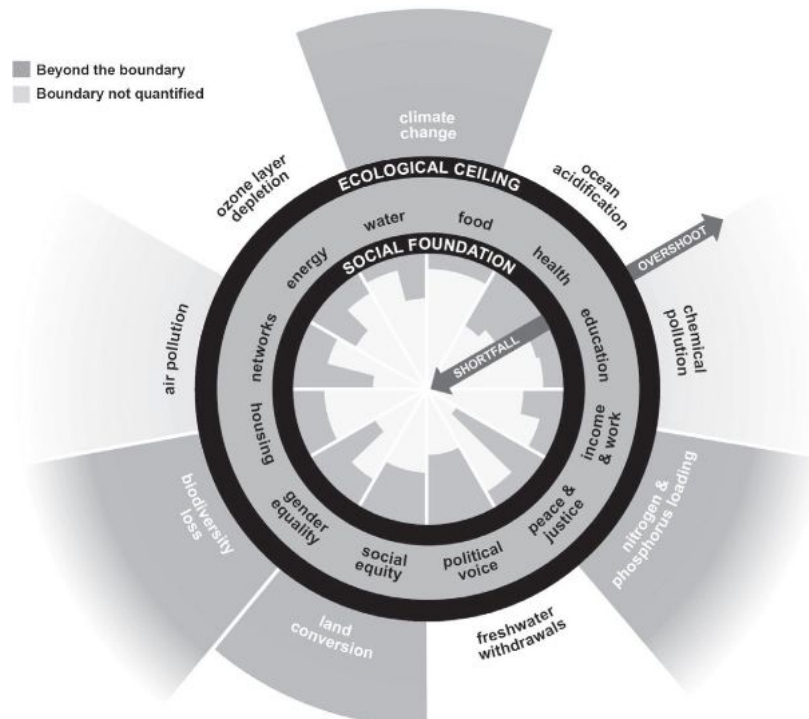 Beyond the boundary
Boundary not quantified
climate
change
ocean
acidification
chemical
pollution
nitrogen &
phosphorus loading
freshwater
withdrawals
land
conversion
biodiversity
loss
air pollution
ozone layer
depletion
ECOLOGICAL CEILING
OVERSHOOT
water
food
health
education
income
& work
peace &
justice
political
voice
social
equity
gender
equality
housing
networks
energy
SOCIAL FOUNDATION
SHORTFALL